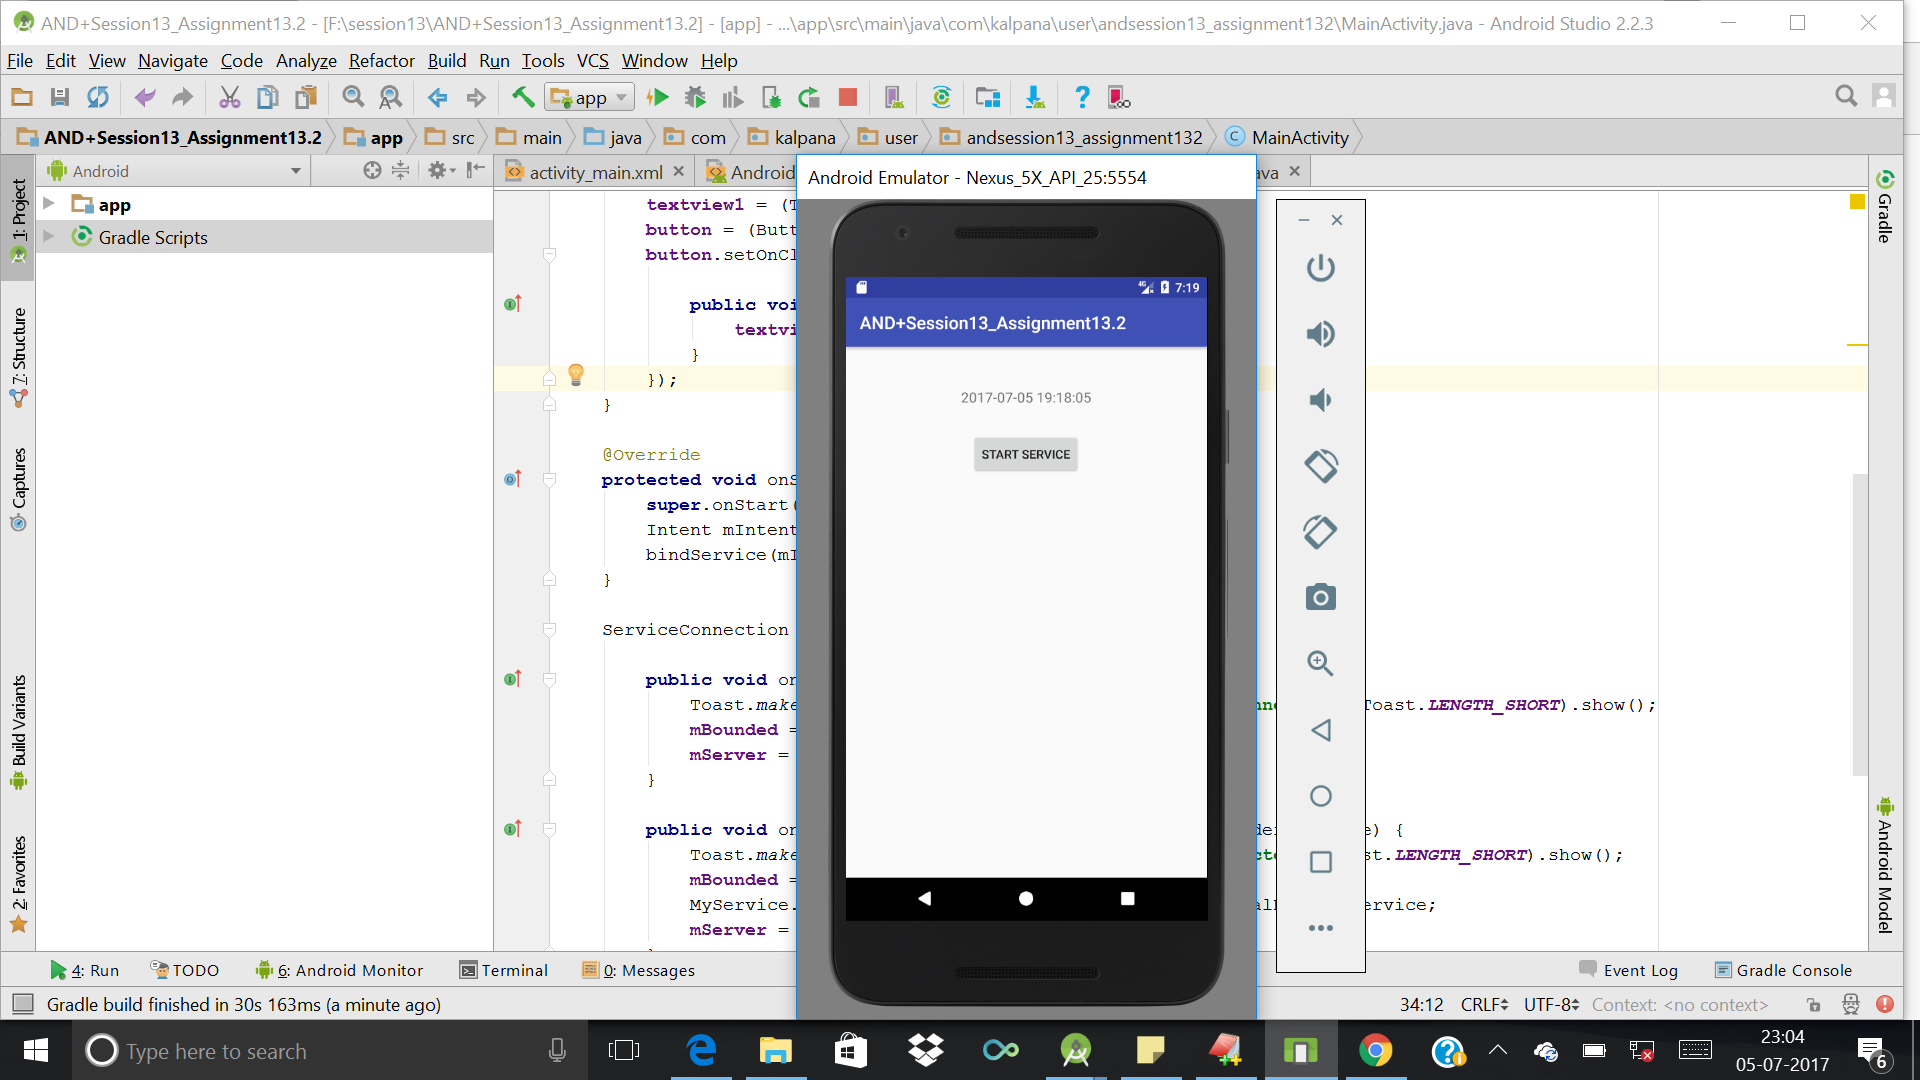 AND+Session13_Assignment13.2 - [F:\session13\AND+Session13_Assignment13.2] - [app] - ...\app\src\main\java\com\kalpana\user\andsession13_assignment132\MainActivity.java - Android Studio 2.2.3
File Edit View Navigate Code Analyze Refactor Build Run Tools VCS Window Help
app
AND+Session13_Assignment13.2 app src main java com kalpana user andsession13_assignment132 MainActivity
Android
activity_main.xml Android ava
1: Project
7: Structure
Captures
Build Variants
2: Favorites
app
Gradle Scripts
textview1 = (T
button = (Butt
button.setOnCl
public voi
textvi
}
});
}
@Override
protected void onS
super.onStart(
Intent mIntent
bindService(mI
}
ServiceConnection
public void on
Toast.make nne Toast.LENGTH_SHORT).show();
mBounded =
mServer =
}
public void on der e) {
Toast.make cte st.LENGTH_SHORT).show();
mBounded =
MyService. al ervice;
mServer =
Android Emulator - Nexus_5X_API_25:5554
4G 7:19
AND+Session13_Assignment13.2
2017-07-05 19:18:05
START SERVICE
Gradle
Android Model
4: Run TODO 6: Android Monitor Terminal 0: Messages Event Log Gradle Console
Gradle build finished in 30s 163ms (a minute ago) 34:12 CRLF UTF-8 Context: <no context>
Type here to search
23:04
05-07-2017
6